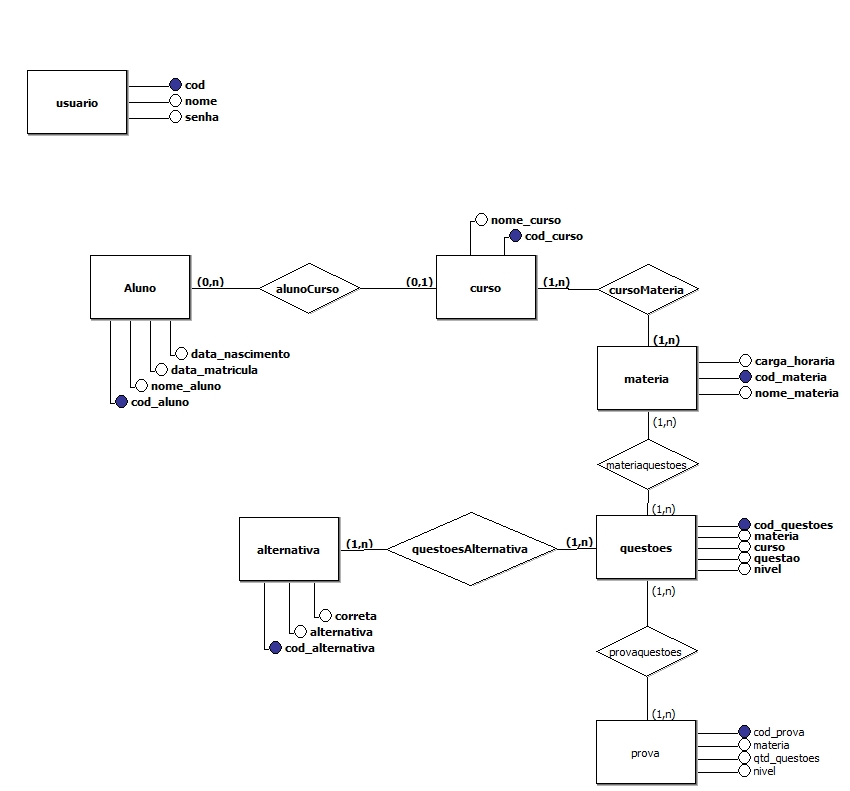 usuario
cod
nome
senha
nome_curso
cod_curso
Aluno
(0,n)
alunoCurso
(0,1)
curso
(1,n)
cursoMateria
(1,n)
data_nascimento
data_matricula
nome_aluno
cod_aluno
materia
carga_horaria
cod_materia
nome_materia
(1,n)
materiaquestoes
(1,n)
alternativa
(1,n)
questoesAlternativa
(1,n)
questoes
cod_questoes
materia
curso
questao
nivel
(1,n)
correta
alternativa
cod_alternativa
provaquestoes
(1,n)
prova
cod_prova
materia
qtd_questoes
nivel